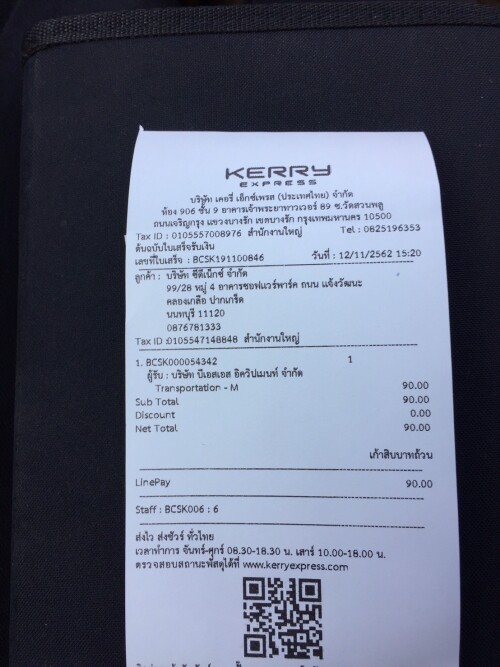 KERRY
EXPRESS
บริษัท เคอรี่ เอ็กซ์เพรส (ประเทศไทย) จำกัด
ห้อง 906 ชั้น 9 อาคารเจ้าพระยาทาวเวอร์ 89 ซ.วัดสวนพลู
ถนนเจริญกรุง แขวงบางรัก เขตบางรัก กรุงเทพมหานคร 10500
Tax ID : 0105557008976 สำนักงานใหญ่ Tel : 0825196353
ต้นฉบับใบเสร็จรับเงิน
เลขที่ใบเสร็จ : BCSK191100846 วันที่ : 12/11/2562 15:20
ลูกค้า : บริษัท ซีดีเน็กซ์ จำกัด
99/28 หมู่ 4 อาคารซอฟแวร์พาร์ค ถนน แจ้งวัฒนะ
คลองเกลือ ปากเกร็ด
นนทบุรี 11120
0876781333
Tax ID :0105547148848 สำนักงานใหญ่
1. BCSK000054342 1
ผู้รับ : บริษัท บีเอสเอส อิควิปเมนท์ จำกัด
Transportation - M 90.00
Sub Total 90.00
Discount 0.00
Net Total 90.00
เก้าสิบบาทถ้วน
LinePay 90.00
Staff : BCSK006 : 6
ส่งไว ส่งชัวร์ ทั่วไทย
เวลาทำการ จันทร์-ศุกร์ 08.30-18.30 น. เสาร์ 10.00-18.00 น.
ตรวจสอบสถานะพัสดุได้ที่ www.kerryexpress.com